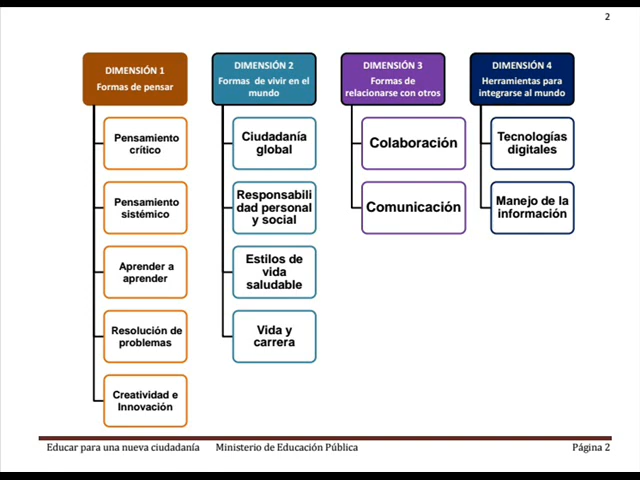 2
DIMENSIÓN 1
Formas de pensar
Pensamiento
crítico
Pensamiento
sistémico
Aprender a
aprender
Resolución de
problemas
Creatividad e
Innovación
DIMENSIÓN 2
Formas de vivir en el
mundo
Ciudadanía
global
Responsabili
dad personal
y social
Estilos de
vida
saludable
Vida y
carrera
DIMENSIÓN 3
Formas de
relacionarse con otros
Colaboración
Comunicación
DIMENSIÓN 4
Herramientas para
integrarse al mundo
Tecnologías
digitales
Manejo de la
información
Educar para una nueva ciudadanía Ministerio de Educación Pública Página 2